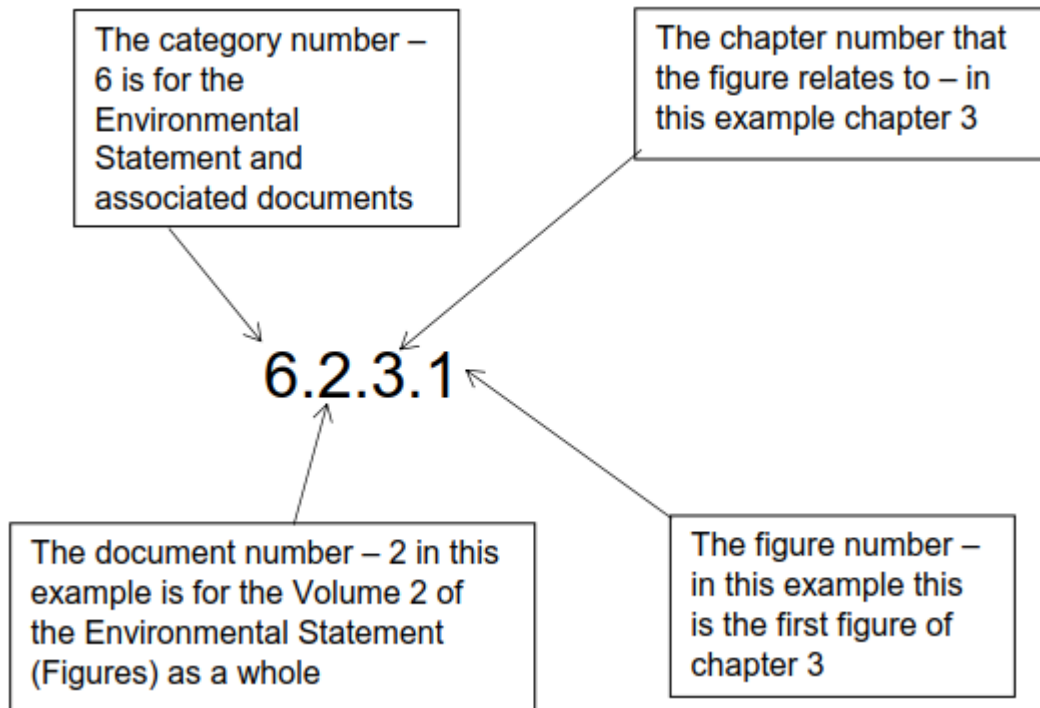 The category number –
6 is for the
Environmental
Statement and
associated documents
The chapter number that
the figure relates to – in
this example chapter 3
6.2.3.1
The document number – 2 in this
example is for the Volume 2 of
the Environmental Statement
(Figures) as a whole
The figure number –
in this example this
is the first figure of
chapter 3